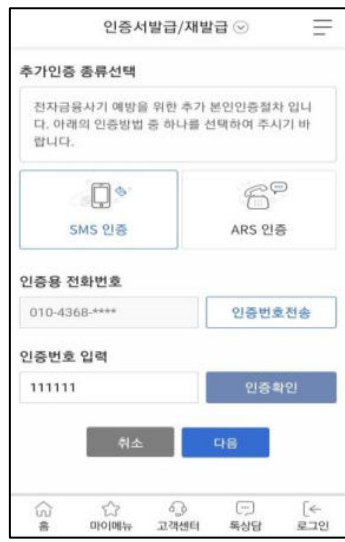 인증서발급/재발급
추가인증 종류선택
전자금융사기 예방을 위한 추가 본인인증절차 입니
다. 아래의 인증방법 중 하나를 선택하여 주시기 바
랍니다.
SMS 인증
ARS 인증
인증용 전화번호
010-4368-****
인증번호전송
인증번호 입력
111111
인증확인
취소
다음
홈
마이메뉴
고객센터
톡상담
로그인